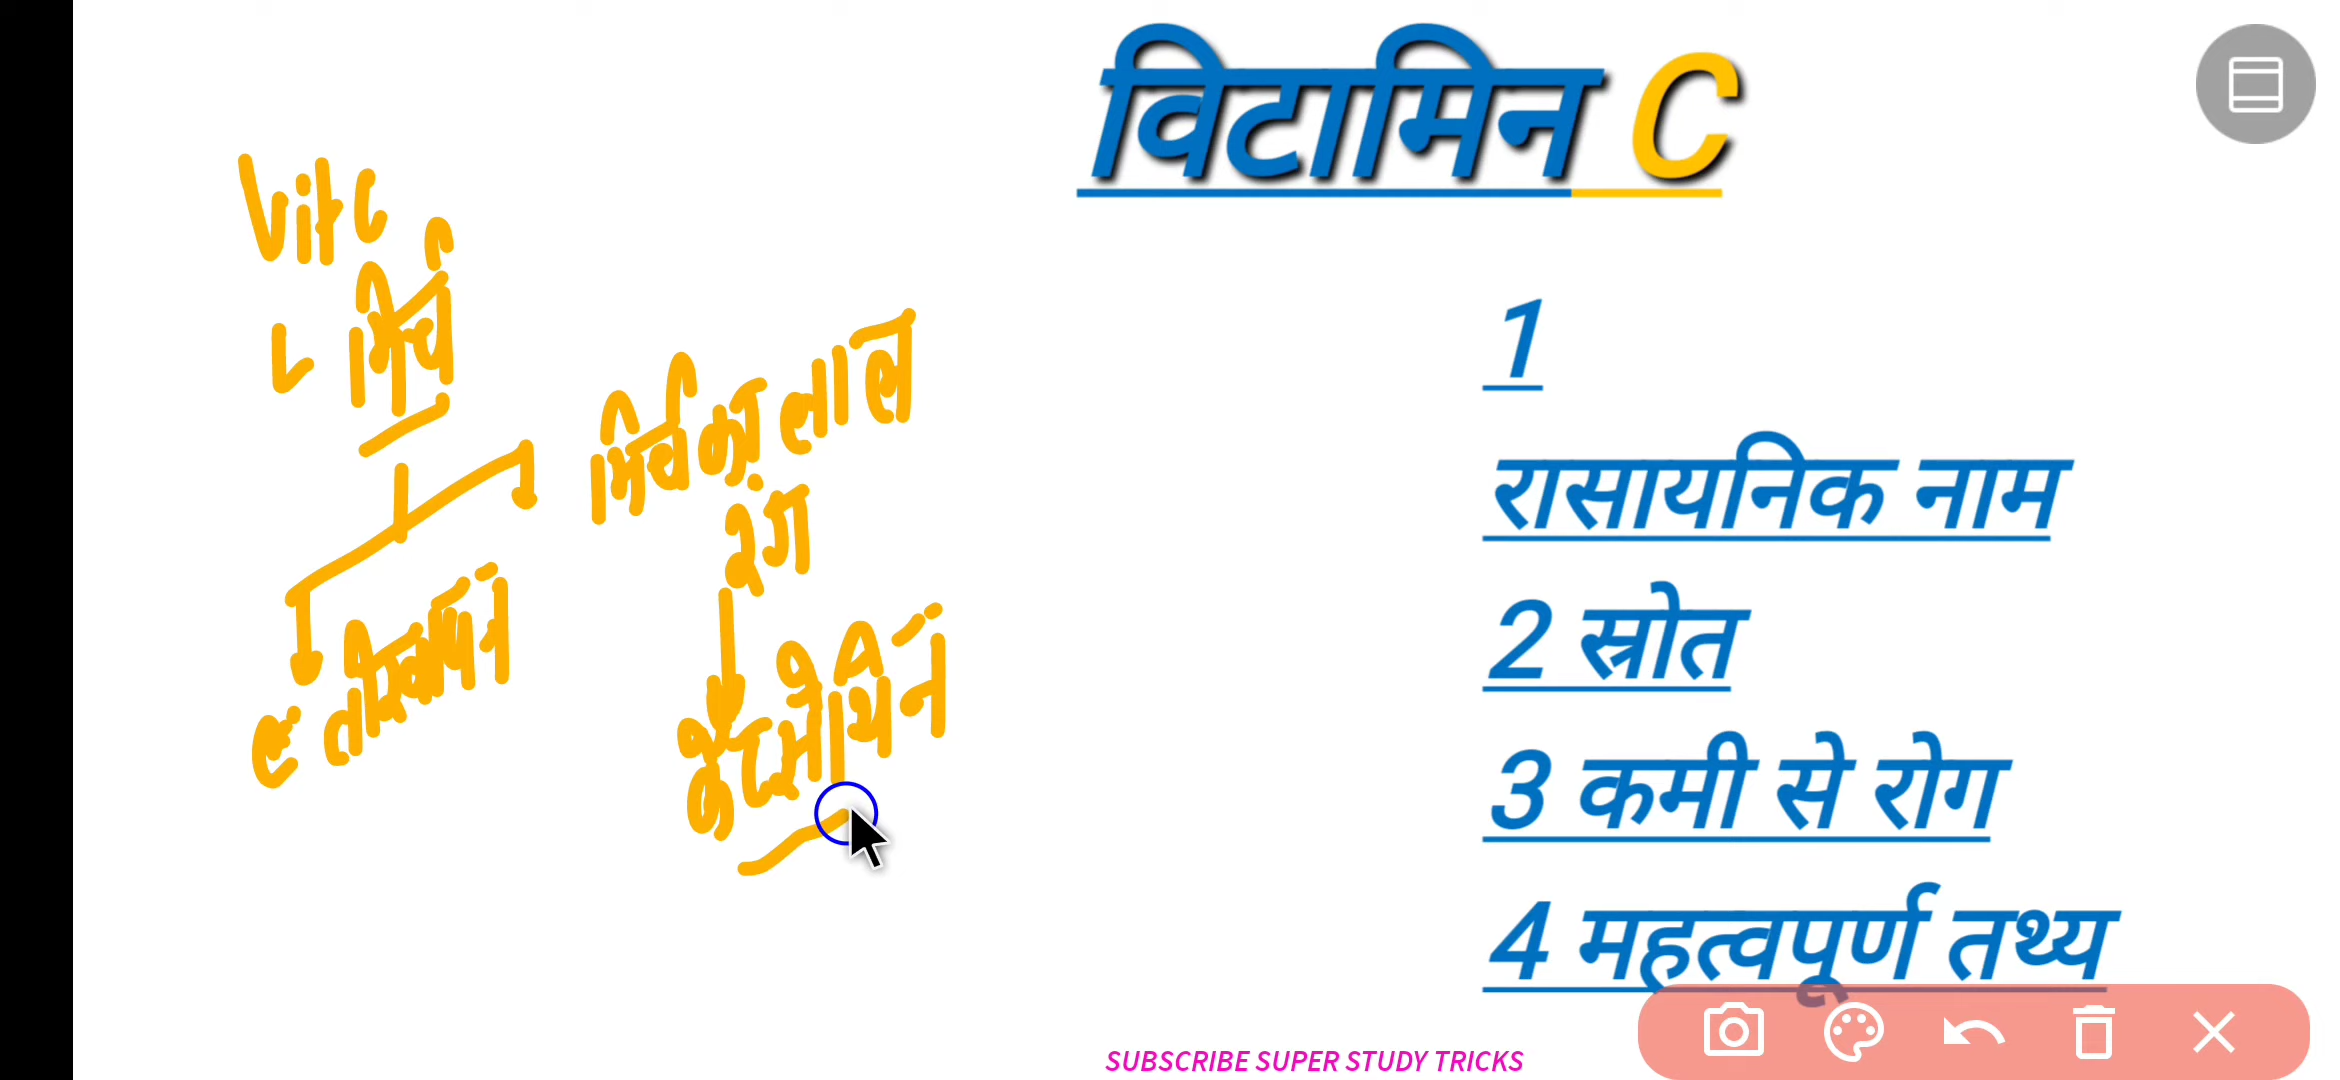 विटामिन C
Vit C
मिर्च
मिर्च का लाल
रंग
1
रासायनिक नाम
2 स्रोत
3 कमी से रोग
4 महत्वपूर्ण तथ्य
SUBSCRIBE SUPER STUDY TRICKS